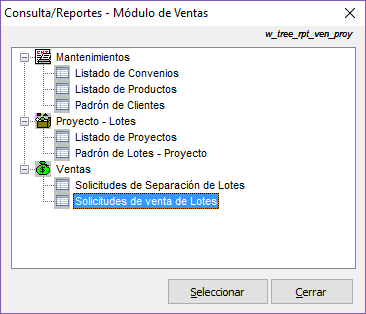 Consulta/Reportes - Módulo de Ventas
w_tree_rpt_ven_proy
Mantenimientos
Listado de Convenios
Listado de Productos
Padrón de Clientes
Proyecto - Lotes
Listado de Proyectos
Padrón de Lotes - Proyecto
Ventas
Solicitudes de Separación de Lotes
Solicitudes de venta de Lotes
Seleccionar
Cerrar